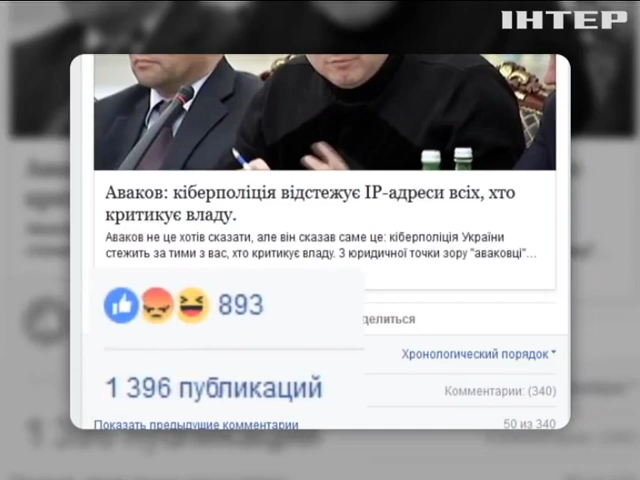 ІНТЕР
Аваков: кіберполіція відстежує ІР-адреси всіх, хто
критикує владу.
Аваков не це хотів сказати, але він сказав саме це: кіберполіція України
стежить за тими з вас, хто критикує владу. З юридичної точки зору "аваковці"...
893
делиться
Хронологический порядок
1 396 публикаций
Комментарии: (340)
Показать предыдущие комментарии
50 из 340